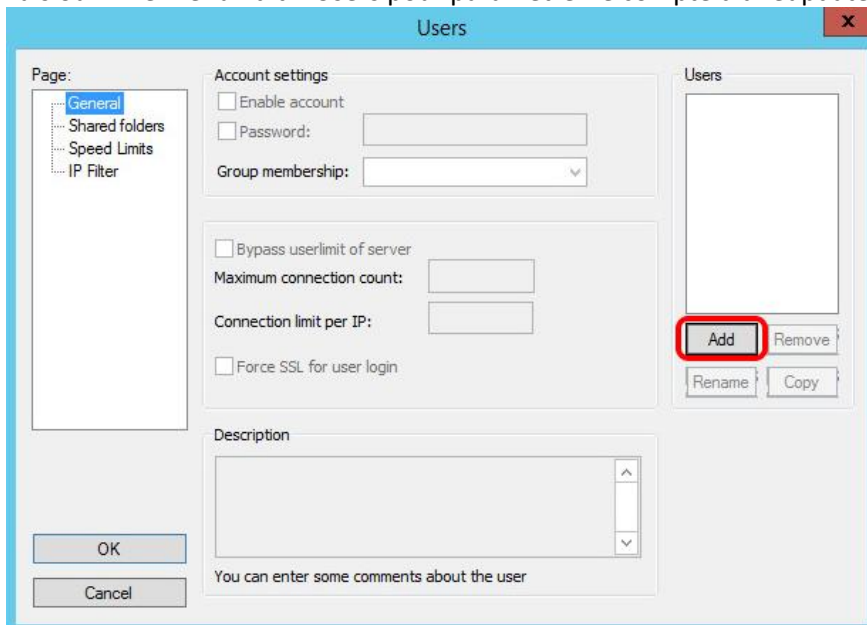 Users
x
Page:
General
Shared folders
Speed Limits
IP Filter
OK
Cancel
Account settings
Enable account
Password:
Group membership:
Bypass userlimit of server
Maximum connection count:
Connection limit per IP:
Force SSL for user login
Description
You can enter some comments about the user
Users
Add
Remove
Rename
Copy